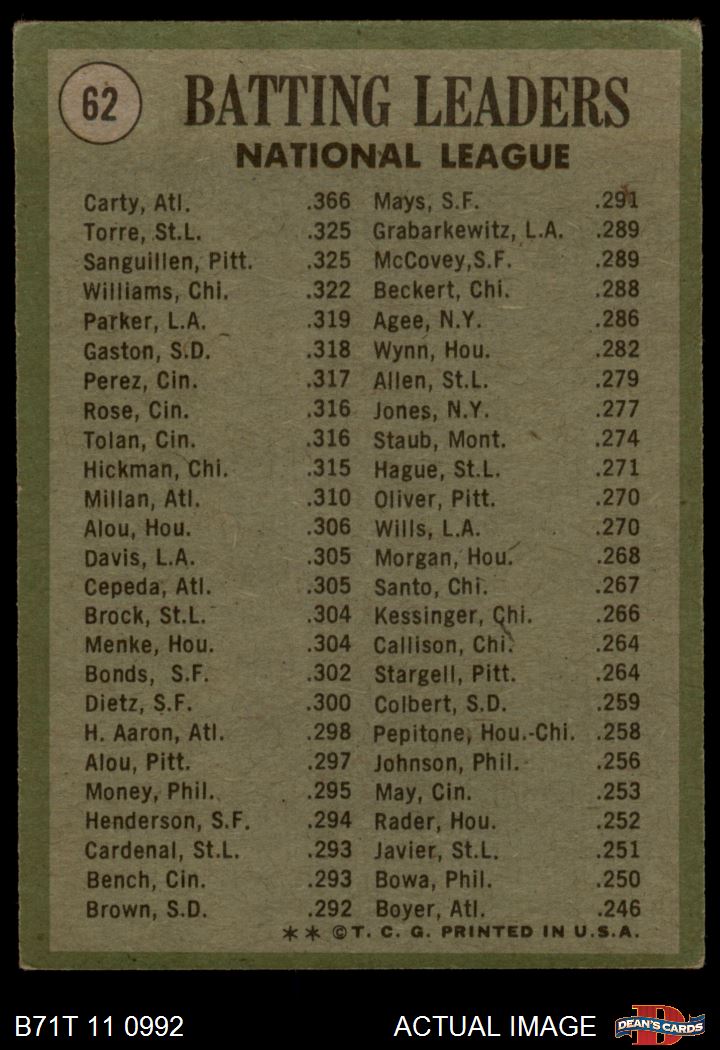 62
BATTING LEADERS
NATIONAL LEAGUE
Carty, Atl. .366 Mays, S.F. .291
Torre, St.L. .325 Grabarkewitz, L.A. .289
Sanguillen, Pitt. .325 McCovey,S.F. .289
Williams, Chi. .322 Beckert, Chi. .288
Parker, L.A. .319 Agee, N.Y. .286
Gaston, S.D. .318 Wynn, Hou. .282
Perez, Cin. .317 Allen, St.L. .279
Rose, Cin. .316 Jones, N.Y. .277
Tolan, Cin. .316 Staub, Mont. .274
Hickman, Chi. .315 Hague, St.L. .271
Millan, Atl. .310 Oliver, Pitt. .270
Alou, Hou. .306 Wills, L.A. .270
Davis, L.A. .305 Morgan, Hou. .268
Cepeda, Atl. .305 Santo, Chi. .267
Brock, St.L. .304 Kessinger, Chi. .266
Menke, Hou. .304 Callison, Chi. .264
Bonds, S.F. .302 Stargell, Pitt. .264
Dietz, S.F. .300 Colbert, S.D. .259
H. Aaron, Atl. .298 Pepitone, Hou.-Chi. .258
Alou, Pitt. .297 Johnson, Phil. .256
Money, Phil. .295 May, Cin. .253
Henderson, S.F. .294 Rader, Hou. .252
Cardenal, St.L. .293 Javier, St.L. .251
Bench, Cin. .293 Bowa, Phil. .250
Brown, S.D. .292 Boyer, Atl. .246
** © T. C. G. PRINTED IN U.S.A.
B71T 11 0992 ACTUAL IMAGE DEAN'S CARDS